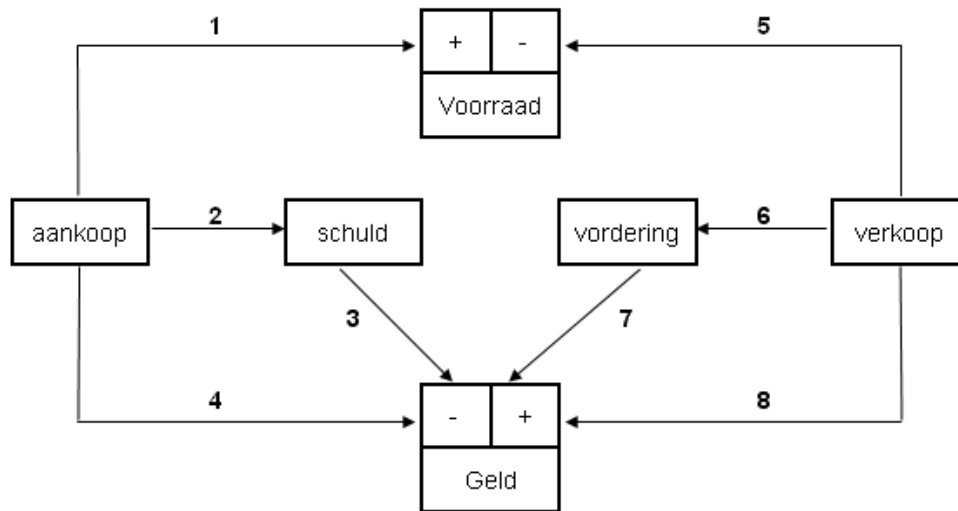 1
5
+ -
Voorraad
aankoop
2
schuld
vordering
6
verkoop
3
7
4
8
- +
Geld